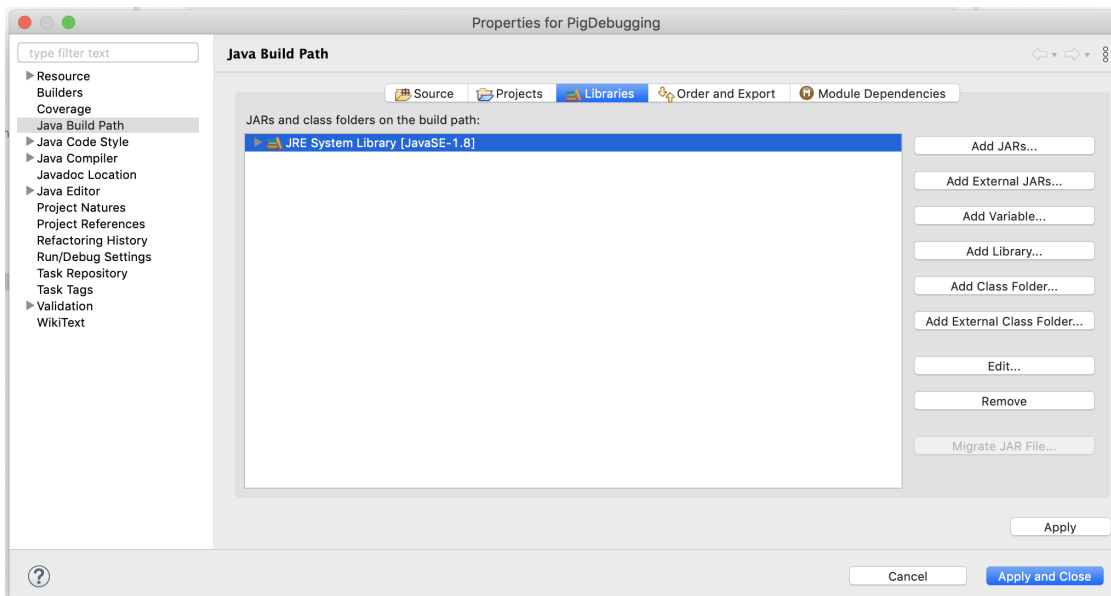 Properties for PigDebugging
type filter text
Resource
Builders
Coverage
Java Build Path
Java Code Style
Java Compiler
Javadoc Location
Java Editor
Project Natures
Project References
Refactoring History
Run/Debug Settings
Task Repository
Task Tags
Validation
WikiText
Java Build Path
Source Projects Libraries Order and Export Module Dependencies
JARs and class folders on the build path:
JRE System Library [JavaSE-1.8]
Add JARs...
Add External JARs...
Add Variable...
Add Library...
Add Class Folder...
Add External Class Folder...
Edit...
Remove
Migrate JAR File...
Apply
?
Cancel Apply and Close